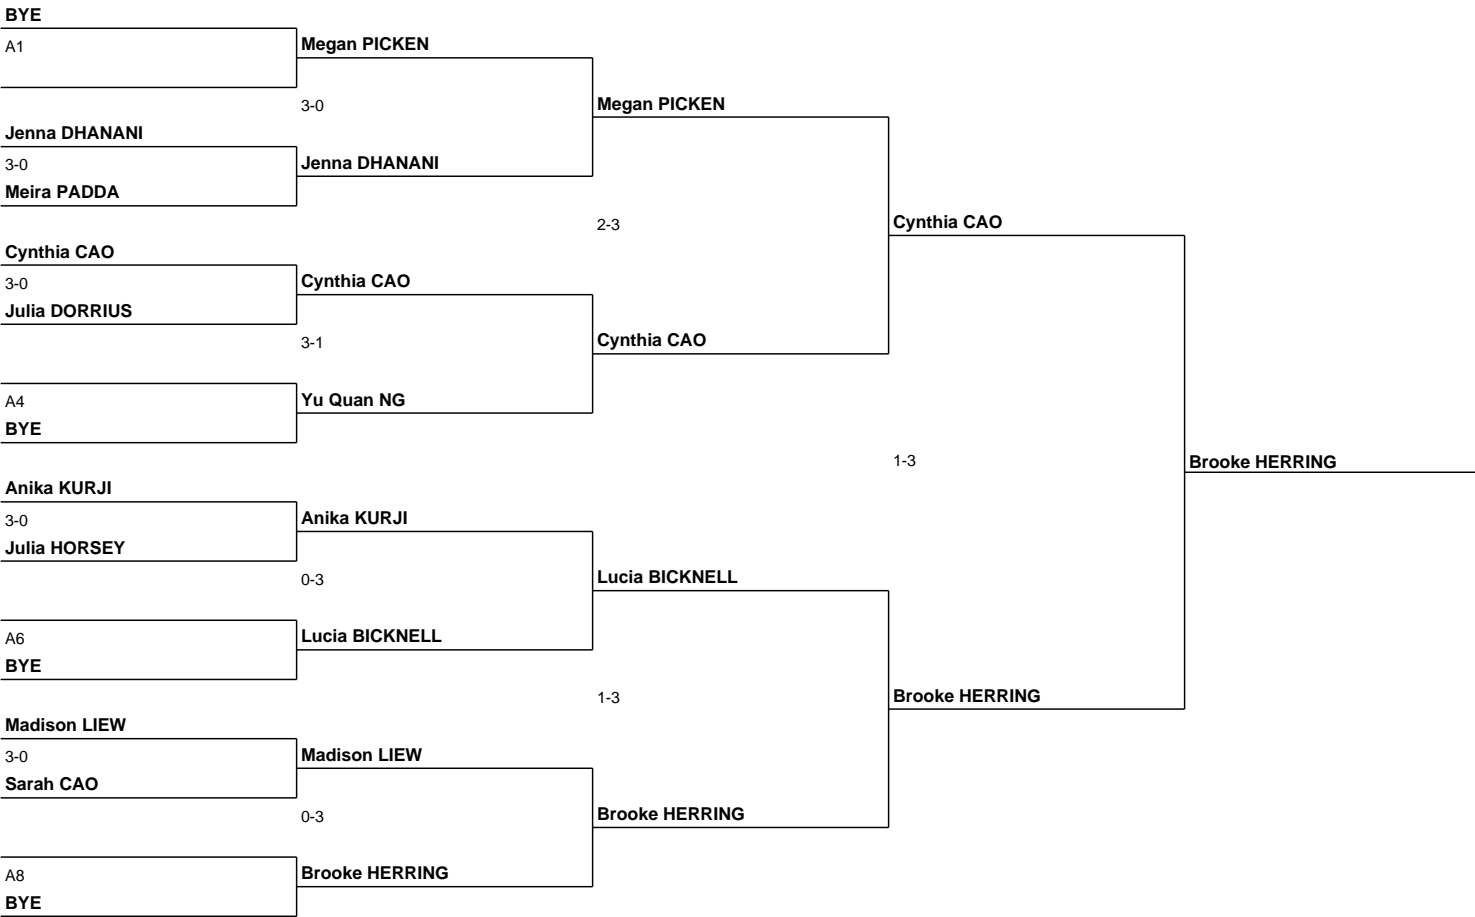 BYE
A1
Megan PICKEN
3-0
Megan PICKEN
Jenna DHANANI
3-0
Jenna DHANANI
Meira PADDA
2-3
Cynthia CAO
Cynthia CAO
3-0
Cynthia CAO
Julia DORRIUS
3-1
Cynthia CAO
A4
Yu Quan NG
BYE
1-3
Brooke HERRING
Anika KURJI
3-0
Anika KURJI
Julia HORSEY
0-3
Lucia BICKNELL
A6
Lucia BICKNELL
BYE
1-3
Brooke HERRING
Madison LIEW
3-0
Madison LIEW
Sarah CAO
0-3
Brooke HERRING
A8
Brooke HERRING
BYE